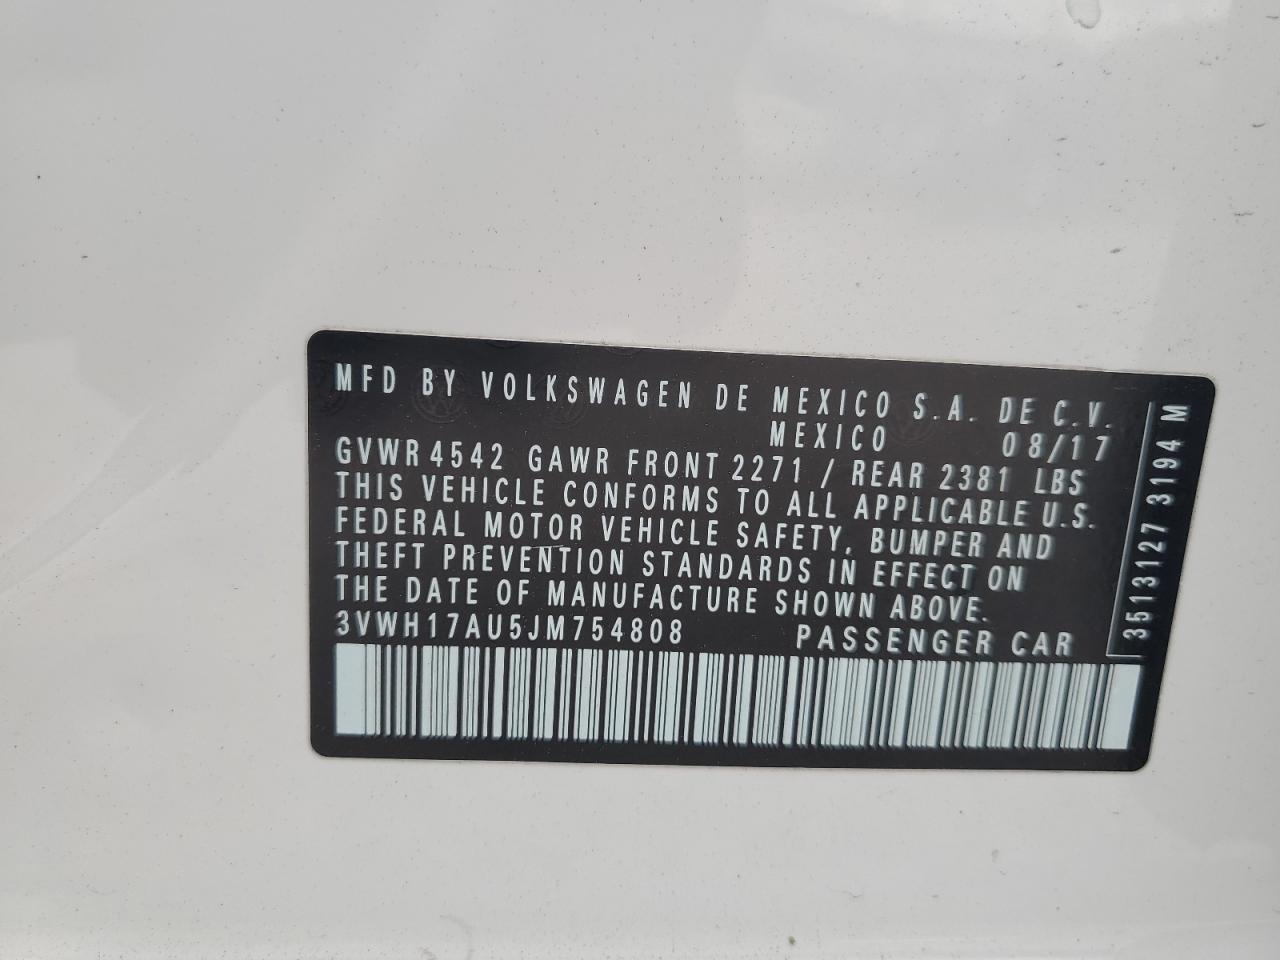 MFD BY VOLKSWAGEN DE MEXICO S.A. DE C.V.
MEXICO 08/17
GVWR 4542 GAWR FRONT 2271 / REAR 2381 LBS
THIS VEHICLE CONFORMS TO ALL APPLICABLE U.S.
FEDERAL MOTOR VEHICLE SAFETY, BUMPER AND
THEFT PREVENTION STANDARDS IN EFFECT ON
THE DATE OF MANUFACTURE SHOWN ABOVE.
3VWH17AU5JM754808 PASSENGER CAR
3513127 3194 M